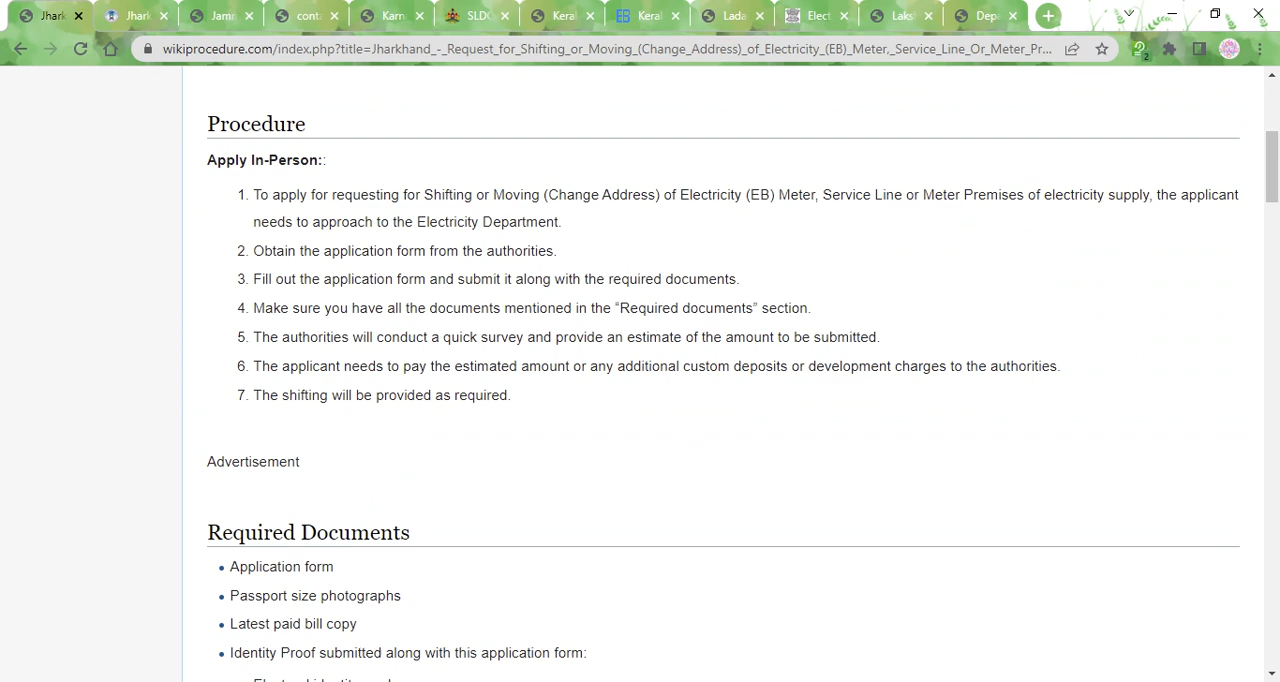 Jhark
Jhark
Jamn
conta
Karn
SLDC
Keral
EB Keral
Lada
Elect
Laks
Depa
wikiprocedure.com/index.php?title=Jharkhand_-_Request_for_Shifting_or_Moving_(Change_Address)_of_Electricity_(EB)_Meter,_Service_Line_Or_Meter_Pr...
2
Procedure
Apply In-Person::
1. To apply for requesting for Shifting or Moving (Change Address) of Electricity (EB) Meter, Service Line or Meter Premises of electricity supply, the applicant
needs to approach to the Electricity Department.
2. Obtain the application form from the authorities.
3. Fill out the application form and submit it along with the required documents.
4. Make sure you have all the documents mentioned in the “Required documents” section.
5. The authorities will conduct a quick survey and provide an estimate of the amount to be submitted.
6. The applicant needs to pay the estimated amount or any additional custom deposits or development charges to the authorities.
7. The shifting will be provided as required.
Advertisement
Required Documents
• Application form
• Passport size photographs
• Latest paid bill copy
• Identity Proof submitted along with this application form: